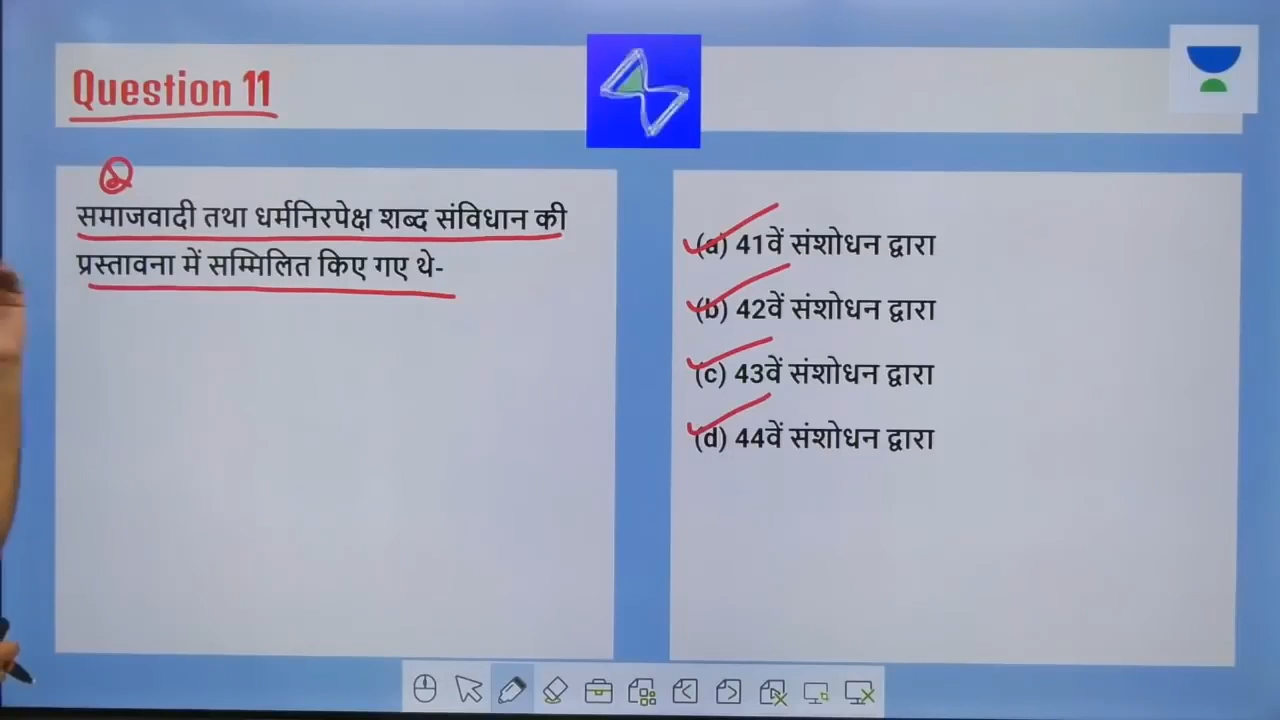 Question 11
समाजवादी तथा धर्मनिरपेक्ष शब्द संविधान की
प्रस्तावना में सम्मिलित किए गए थे-
(a) 41वें संशोधन द्वारा
(b) 42वें संशोधन द्वारा
(c) 43वें संशोधन द्वारा
(d) 44वें संशोधन द्वारा